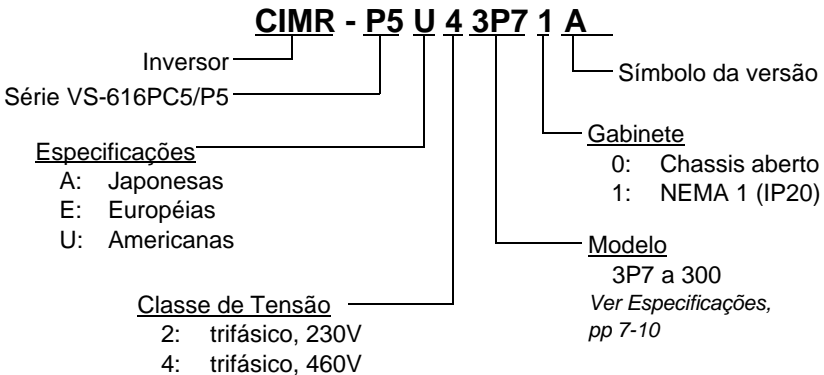 CIMR - P5 U 4 3P7 1 A
Inversor
Série VS-616PC5/P5
Especificações
A: Japonesas
E: Européias
U: Americanas
Classe de Tensão
2: trifásico, 230V
4: trifásico, 460V
Símbolo da versão
Gabinete
0: Chassis aberto
1: NEMA 1 (IP20)
Modelo
3P7 a 300
Ver Especificações,
pp 7-10